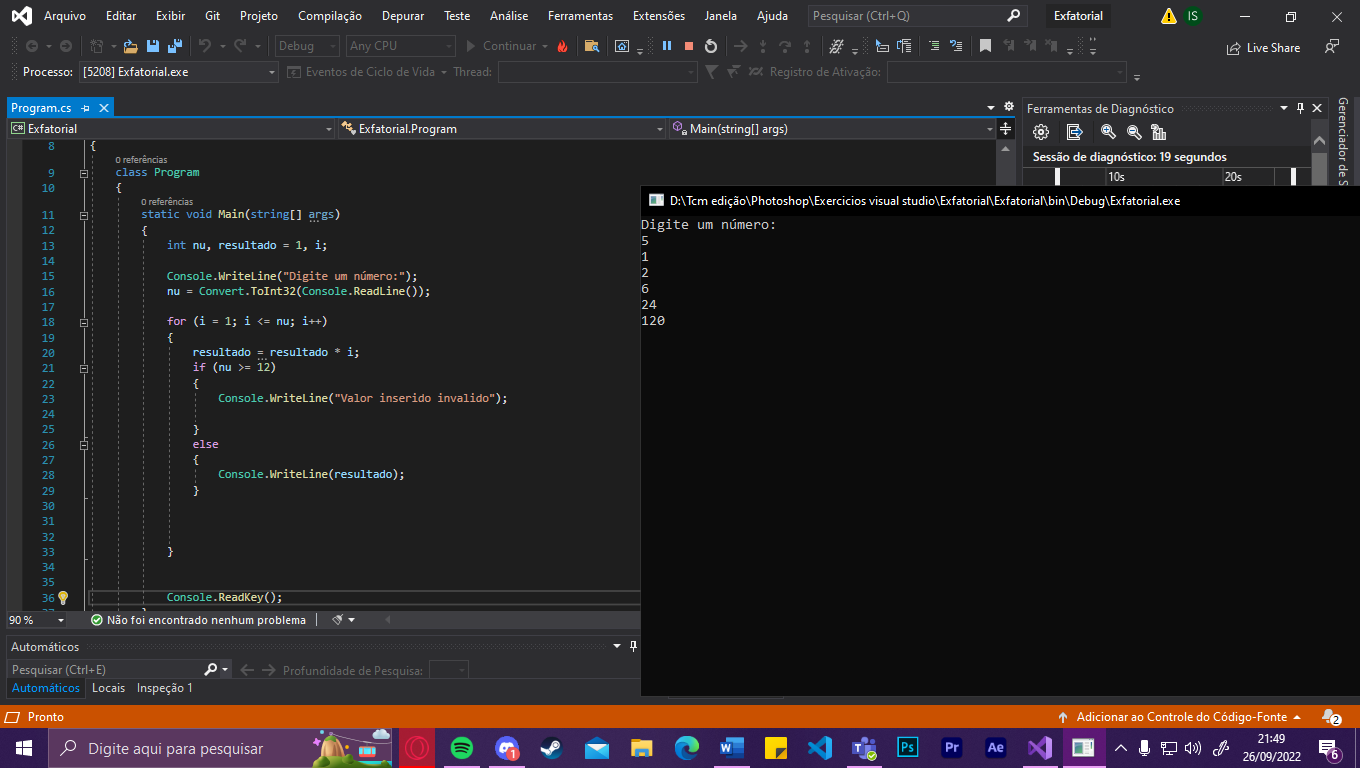 Arquivo Editar Exibir Git Projeto Compilação Depurar Teste Análise Ferramentas Extensões Janela Ajuda Pesquisar (Ctrl+Q) Exfatorial IS
Debug Any CPU Continuar Live Share
Processo: [5208] Exfatorial.exe Eventos de Ciclo de Vida Thread: Registro de Ativação:
Program.cs
Exfatorial Exfatorial.Program Main(string[] args)
8 {
0 referências
9 class Program
10 {
0 referências
11 static void Main(string[] args)
12 {
13 int nu, resultado = 1, i;
14
15 Console.WriteLine("Digite um número:");
16 nu = Convert.ToInt32(Console.ReadLine());
17
18 for (i = 1; i <= nu; i++)
19 {
20 resultado = resultado * i;
21 if (nu >= 12)
22 {
23 Console.WriteLine("Valor inserido invalido");
24
25 }
26 else
27 {
28 Console.WriteLine(resultado);
29 }
30
31
32
33 }
34
35
36 Console.ReadKey();
90 % Não foi encontrado nenhum problema
Automáticos
Pesquisar (Ctrl+E) Profundidade de Pesquisa:
Automáticos Locais Inspeção 1
Ferramentas de Diagnóstico
Sessão de diagnóstico: 19 segundos
10s 20s
Gerenciador de S
D:\Tcm edição\Photoshop\Exercicios visual studio\Exfatorial\Exfatorial\bin\Debug\Exfatorial.exe
Digite um número:
5
1
2
6
24
120
Pronto Adicionar ao Controle do Código-Fonte 2
Digite aqui para pesquisar 1 Ps Pr Ae 21:49
26/09/2022 6